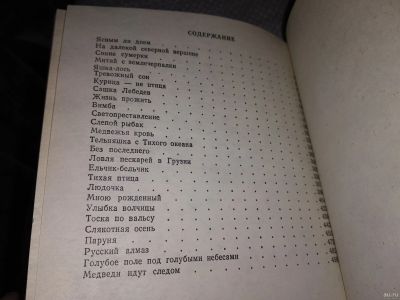 СОДЕРЖАНИЕ
Ясным ли днем
На далекой северной вершине
Синие сумерки
Митяй с землечерпалки
Яшка-лось
Тревожный сон
Курица — не птица
Сашка Лебедев
Жизнь прожить
Вимба
Светопреставление
Слепой рыбак
Медвежья кровь
Тельняшка с Тихого океана
Без последнего
Ловля пескарей в Грузии
Ельчик-бельчик
Тихая птица
Людочка
Мною рожденный
Улыбка волчицы
Тоска по вальсу
Слякотная осень
Паруня
Русский алмаз
Голубое поле под голубыми небесами
Медведи идут следом
au.ru